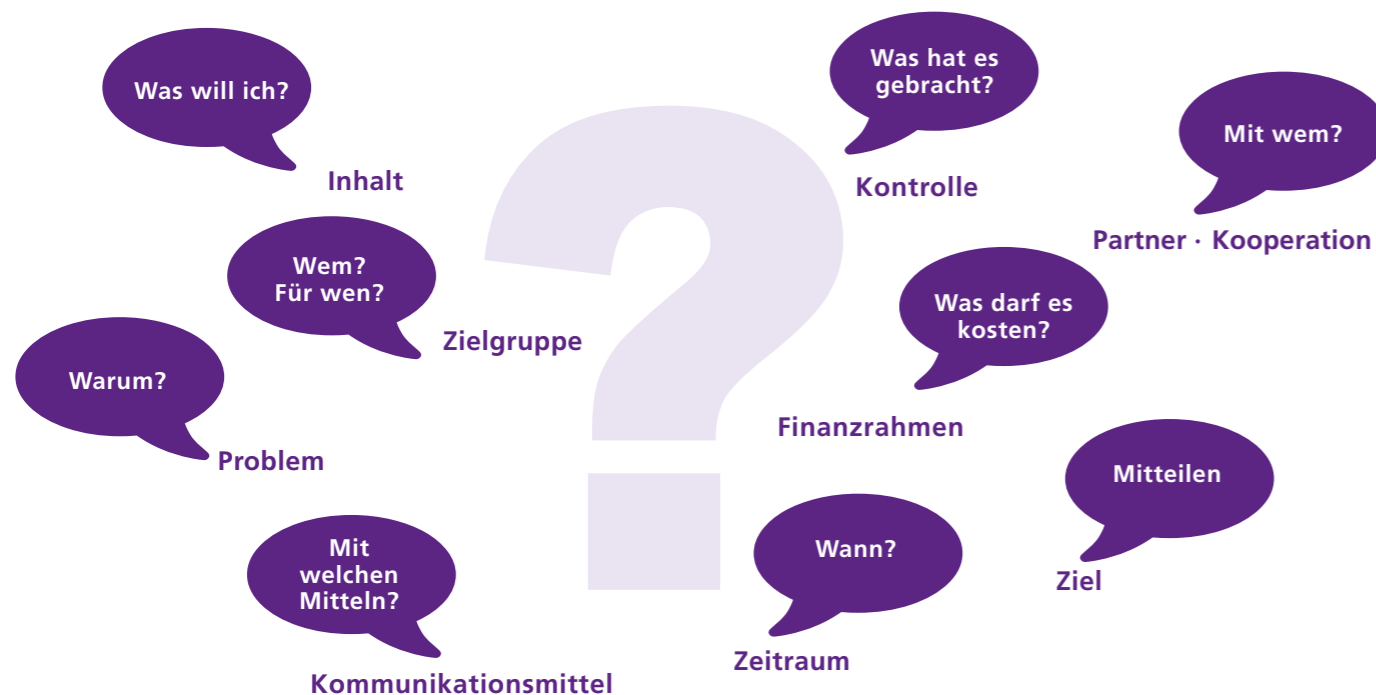 Was will ich?
Inhalt
Was hat es
gebracht?
Kontrolle
Mit wem?
Partner · Kooperation
Wem?
Für wen?
Zielgruppe
Was darf es
kosten?
Finanzrahmen
Warum?
Problem
Mitteilen
Ziel
Mit
welchen
Mitteln?
Kommunikationsmittel
Wann?
Zeitraum
?